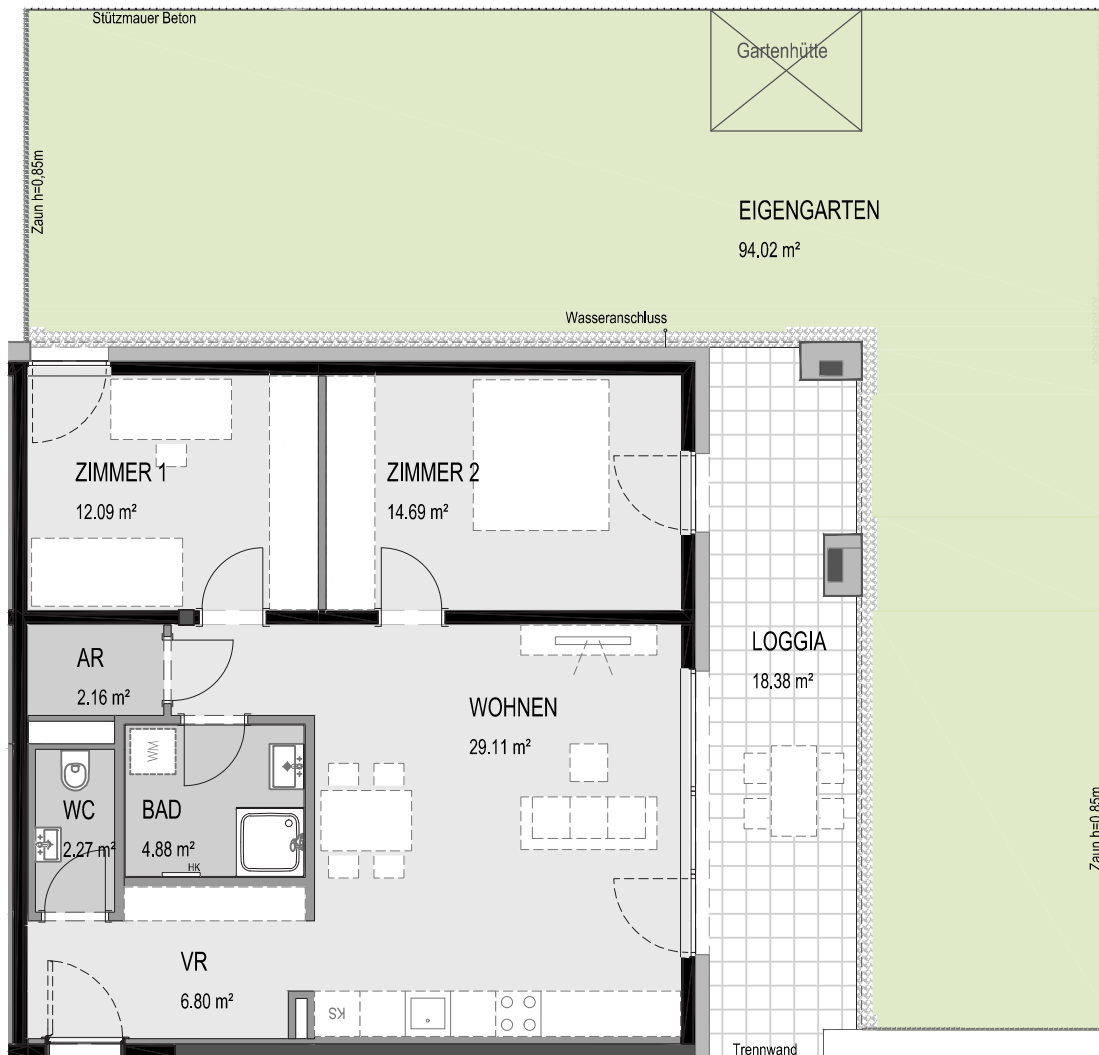 Stützmauer Beton
Gartenhütte
Zaun h=0,85m
EIGENGARTEN
94.02 m²
Wasseranschluss
ZIMMER 1
12.09 m²
ZIMMER 2
14.69 m²
AR
2.16 m²
LOGGIA
18.38 m²
WOHNEN
29.11 m²
WM
WC
2.27 m²
BAD
4.88 m²
HK
Zaun h=0,85m
VR
6.80 m²
KS
Trennwand